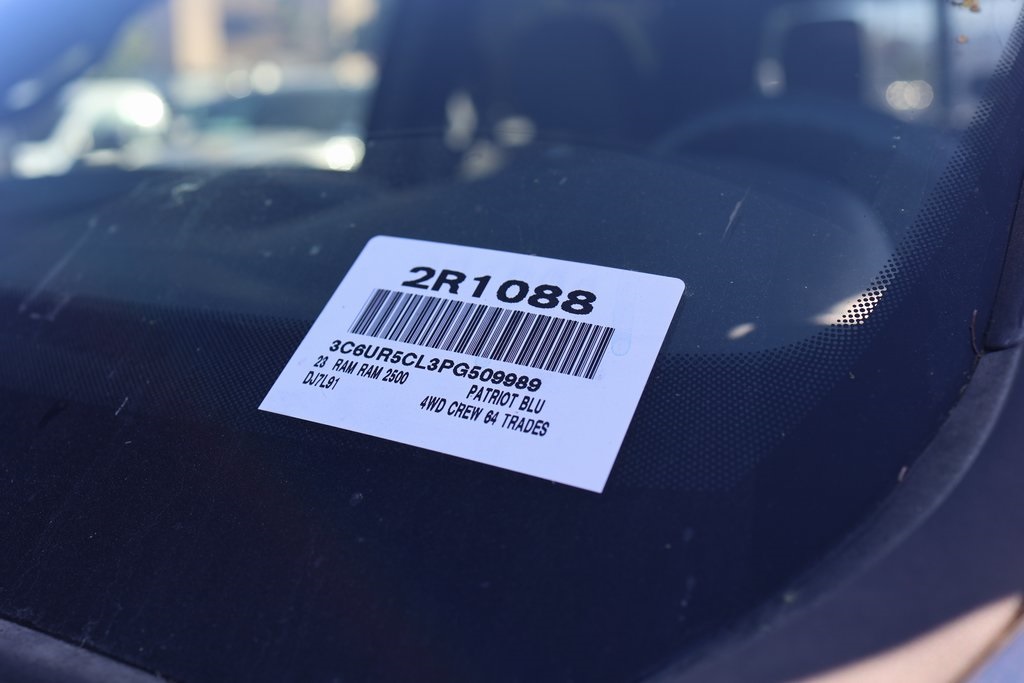 2R1088
3C6UR5CL3PG509989
23 RAM RAM 2500 PATRIOT BLU
DJ7L91 4WD CREW 64 TRADES